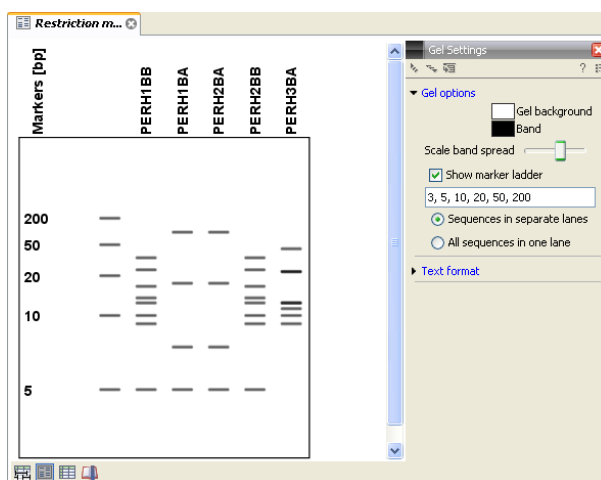 Restriction m...
Markers [bp]
PERH1BB
PERH1BA
PERH2BA
PERH2BB
PERH3BA
200
50
20
10
5
Gel Settings
?
Gel options
Gel background
Band
Scale band spread
Show marker ladder
3, 5, 10, 20, 50, 200
Sequences in separate lanes
All sequences in one lane
Text format